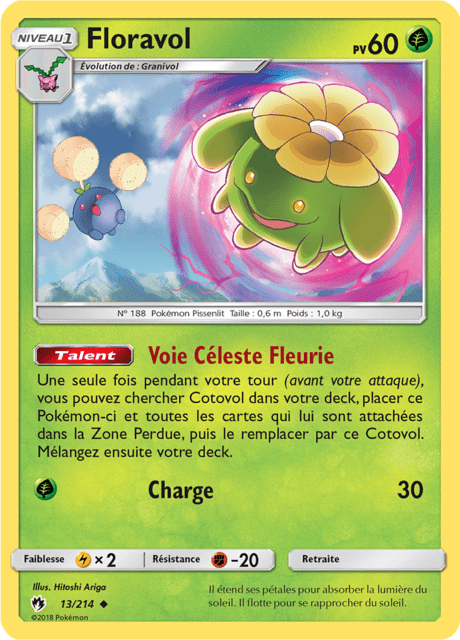 NIVEAU 1
Floravol
PV60
Évolution de : Granivol
N° 188 Pokémon Pissenlit Taille : 0,6 m Poids : 1,0 kg
Talent Voie Céleste Fleurie
Une seule fois pendant votre tour (avant votre attaque),
vous pouvez chercher Cotovol dans votre deck, placer ce
Pokémon-ci et toutes les cartes qui lui sont attachées
dans la Zone Perdue, puis le remplacer par ce Cotovol.
Mélangez ensuite votre deck.
Charge 30
Faiblesse ×2 Résistance -20 Retraite
Illus. Hitoshi Ariga
13/214
©2018 Pokémon
Il étend ses pétales pour absorber la lumière du
soleil. Il flotte pour se rapprocher du soleil.